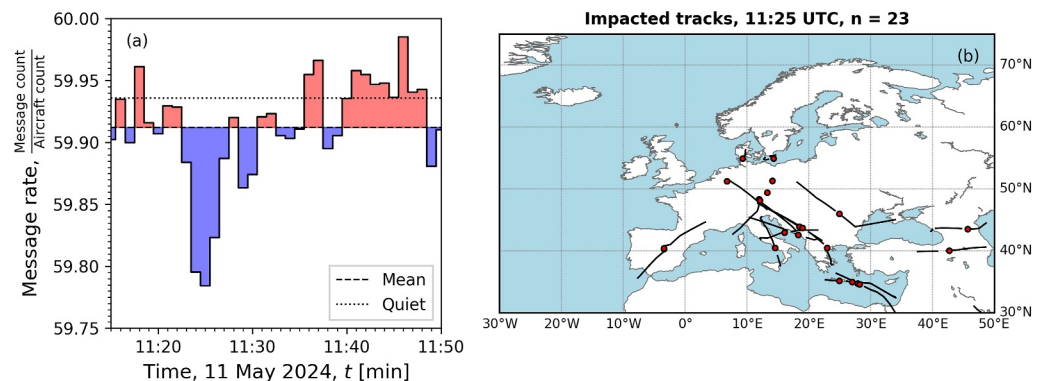 60.00
59.95
59.90
59.85
59.80
59.75
Message rate, Message count / Aircraft count
(a)
Mean
Quiet
11:20 11:30 11:40 11:50
Time, 11 May 2024, t [min]
Impacted tracks, 11:25 UTC, n = 23
(b)
70°N
60°N
50°N
40°N
30°N
30°W 20°W 10°W 0° 10°E 20°E 30°E 40°E 50°E